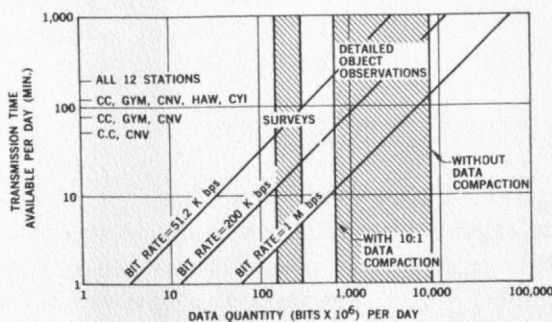 1,000
DETAILED
OBJECT
OBSERVATIONS
ALL 12 STATIONS
CC, GYM, CNV, HAW, CYI
100
CC, GYM, CNV
SURVEYS
C.C, CNV
TRANSMISSION TIME
AVAILABLE PER DAY (MIN.)
WITHOUT
DATA
COMPACTION
10
BIT RATE=51.2 K bps
BIT RATE=200 K bps
BIT RATE=1 M bps
WITH 10:1
DATA
COMPACTION
1
1 10 100 1,000 10,000 100,000
DATA QUANTITY (BITS X 10⁶) PER DAY